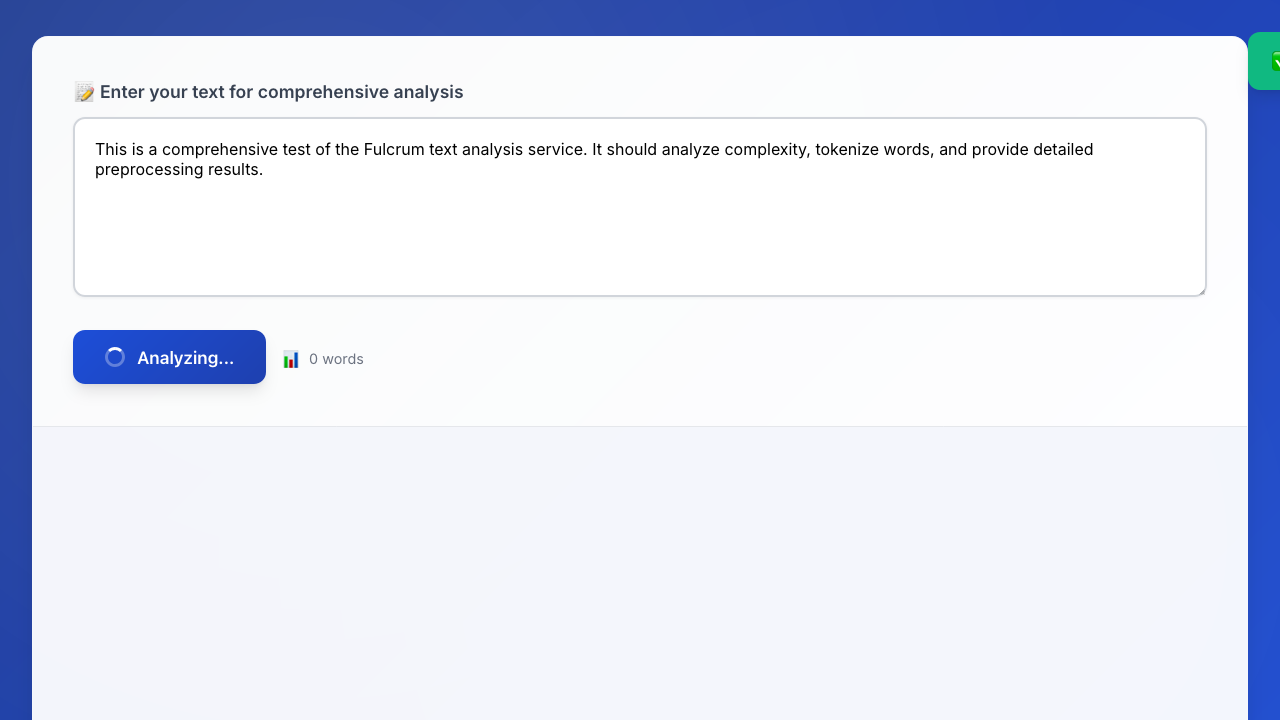 📝 Enter your text for comprehensive analysis
This is a comprehensive test of the Fulcrum text analysis service. It should analyze complexity, tokenize words, and provide detailed
preprocessing results.
Analyzing...
📊 0 words